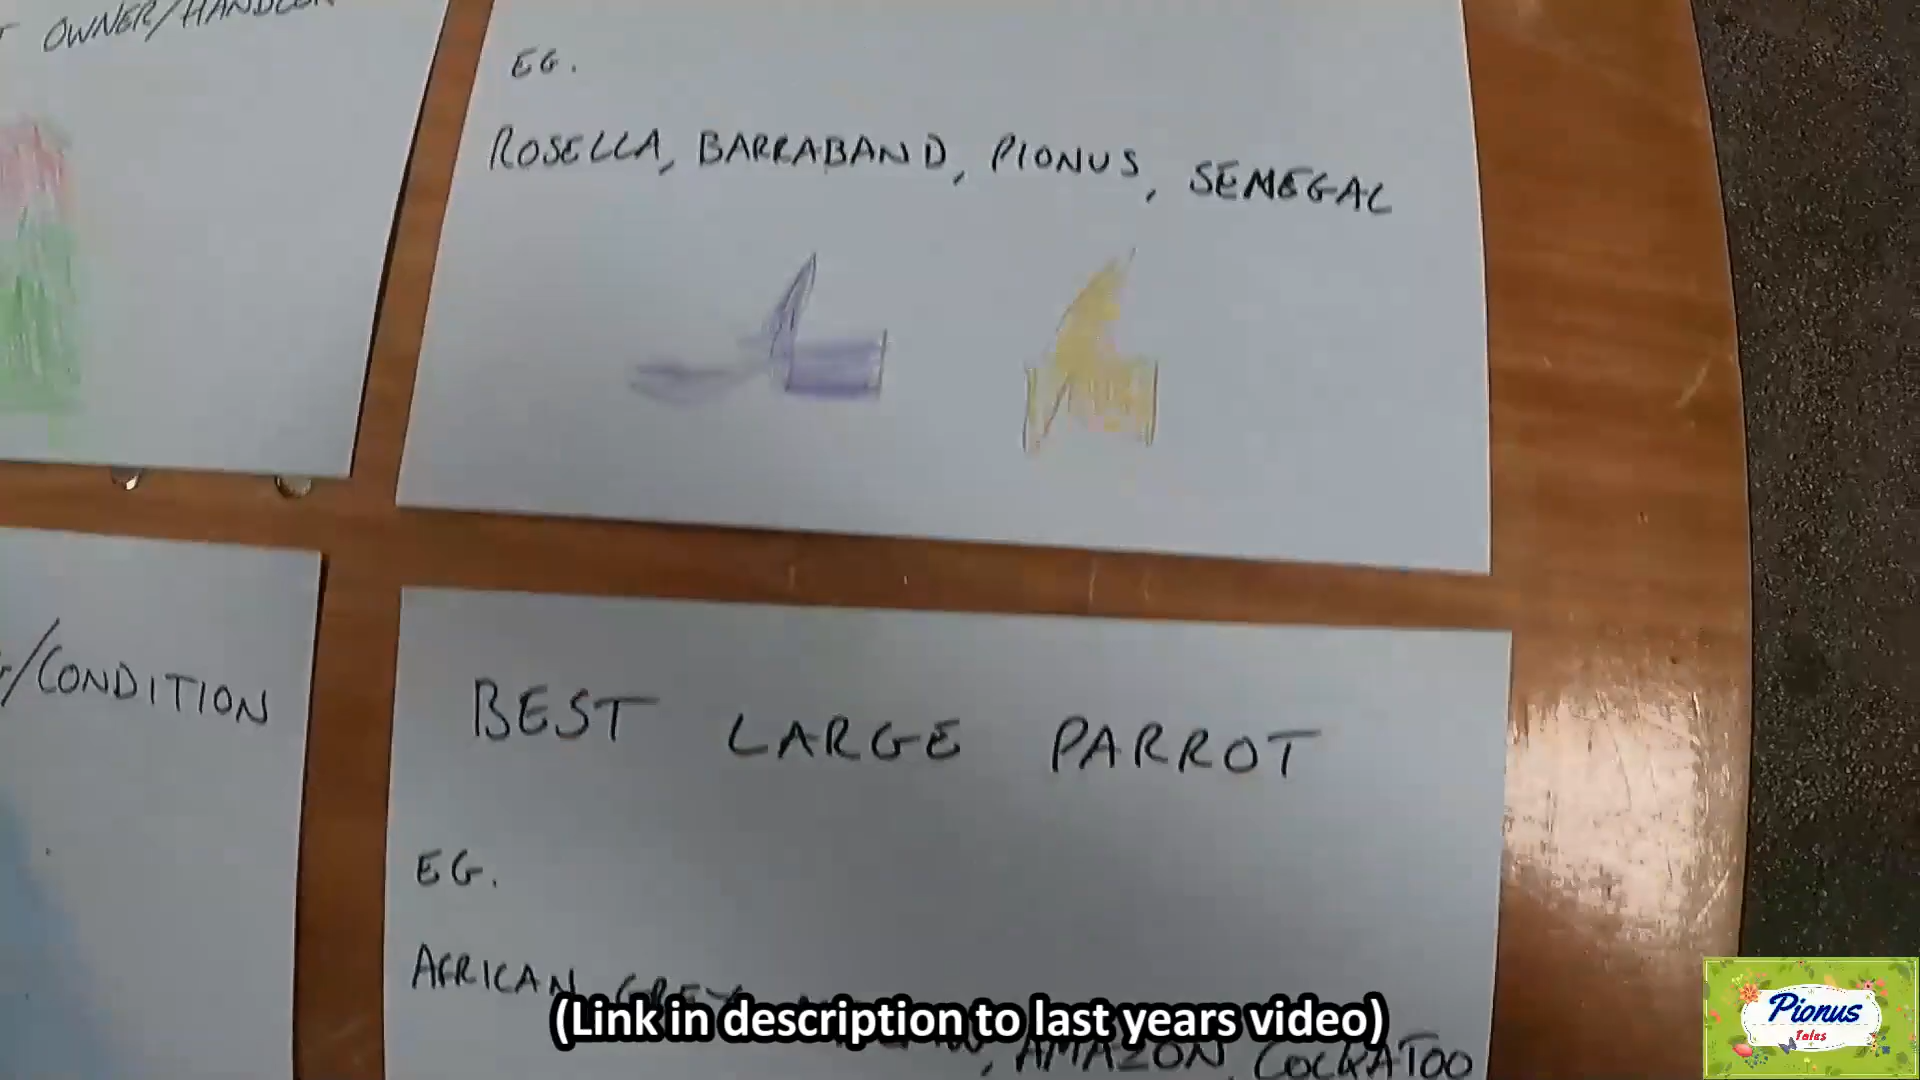 OWNER/HANDLER
EG.
ROSELLA, BARRABAND, PIONUS, SENEGAL
/CONDITION
BEST LARGE PARROT
EG.
AFRICAN GREY
, AMAZON, COCKATOO
(Link in description to last years video)
Pionus
Tales